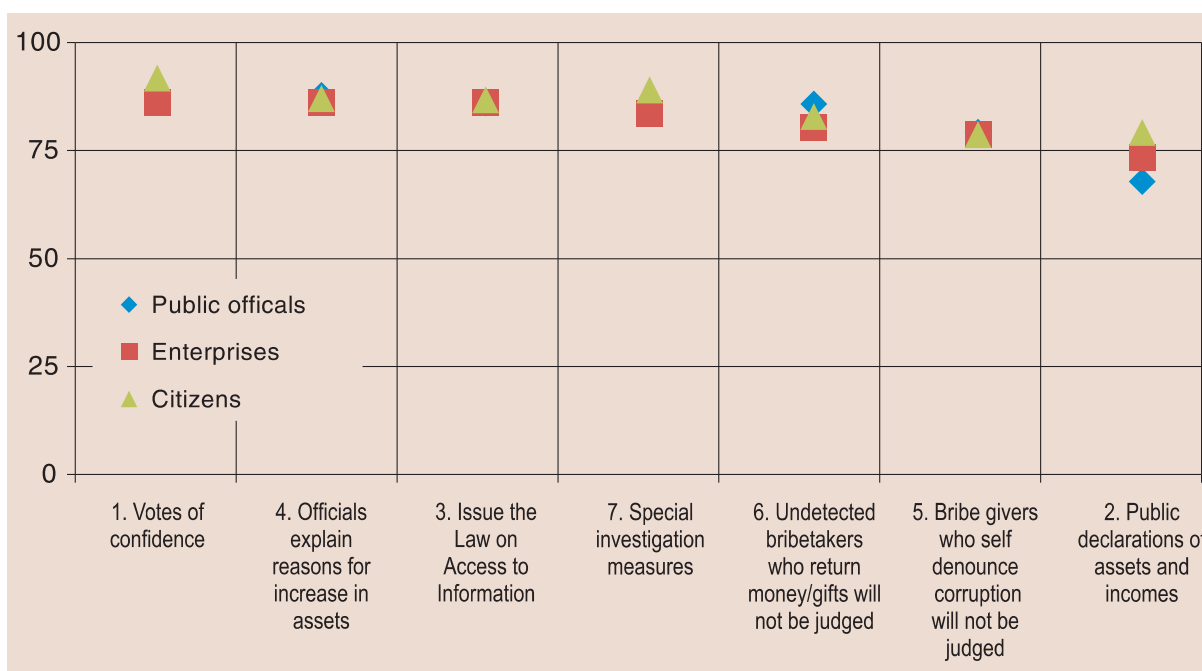 100
75
50
25
0
Public officals
Enterprises
Citizens
1. Votes of
confidence
4. Officials
explain
reasons for
increase in
assets
3. Issue the
Law on
Access to
Information
7. Special
investigation
measures
6. Undetected
bribetakers
who return
money/gifts will
not be judged
5. Bribe givers
who self
denounce
corruption
will not be
judged
2. Public
declarations of
assets and
incomes